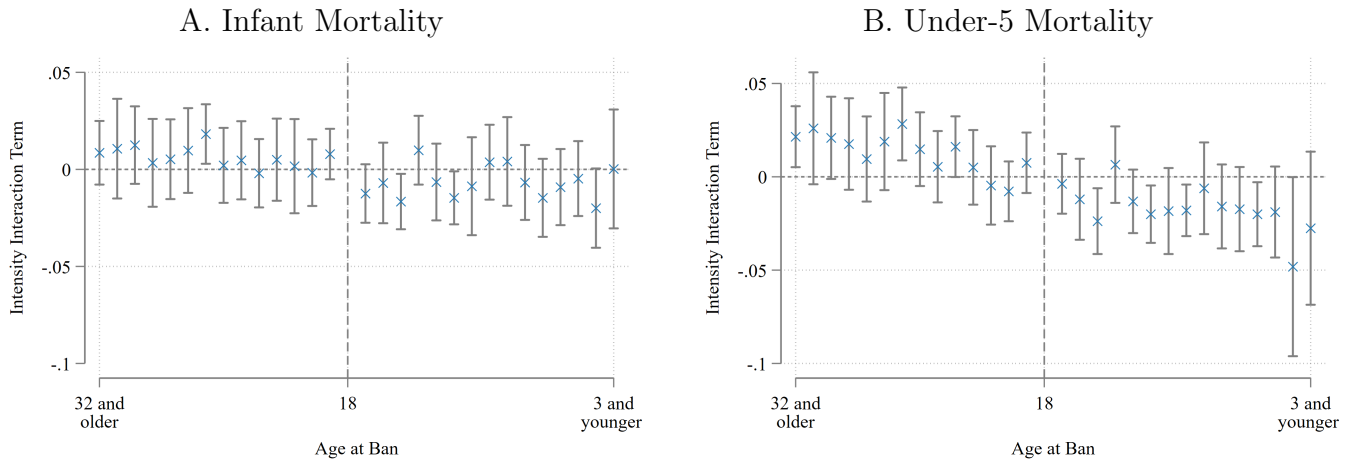 A. Infant Mortality
.05
0
-.05
-.1
Intensity Interaction Term
32 and
older
18
3 and
younger
Age at Ban
B. Under-5 Mortality
.05
0
-.05
-.1
Intensity Interaction Term
32 and
older
18
3 and
younger
Age at Ban